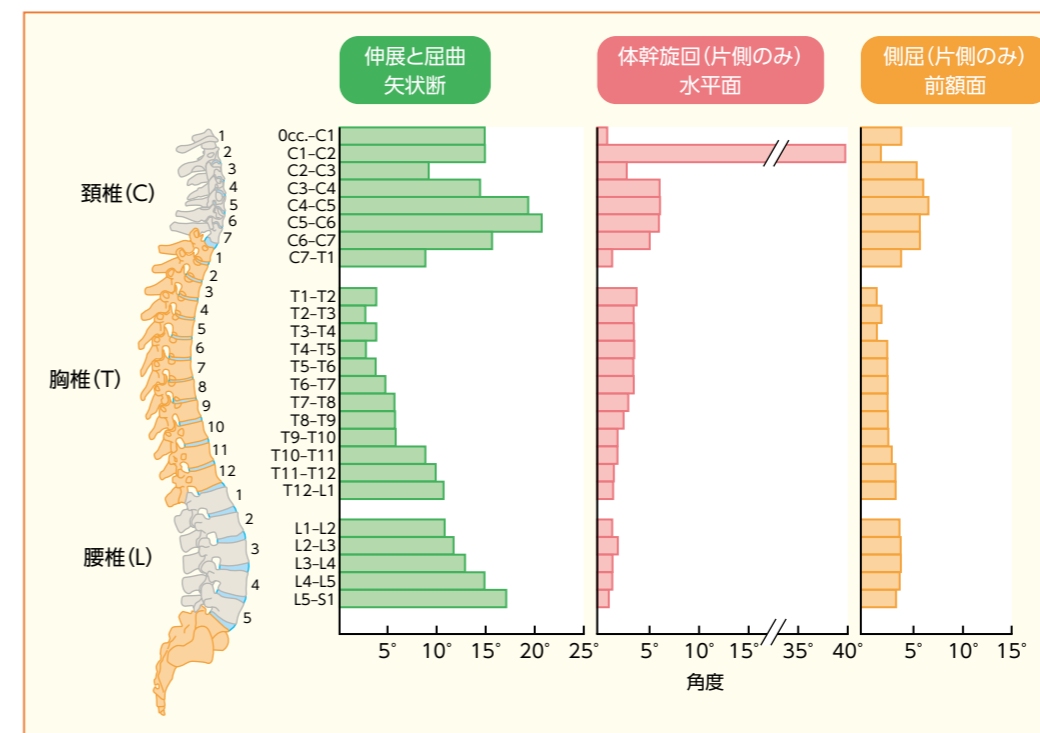 伸展と屈曲
矢状断
体幹旋回（片側のみ）
水平面
側屈（片側のみ）
前額面
頚椎（C）
1
2
3
4
5
6
7
胸椎（T）
1
2
3
4
5
6
7
8
9
10
11
12
腰椎（L）
1
2
3
4
5
0cc.–C1
C1–C2
C2–C3
C3–C4
C4–C5
C5–C6
C6–C7
C7–T1
T1–T2
T2–T3
T3–T4
T4–T5
T5–T6
T6–T7
T7–T8
T8–T9
T9–T10
T10–T11
T11–T12
T12–L1
L1–L2
L2–L3
L3–L4
L4–L5
L5–S1
5° 10° 15° 20° 25
0° 5° 10° 15° 35 40°
0° 5° 10° 15°
角度